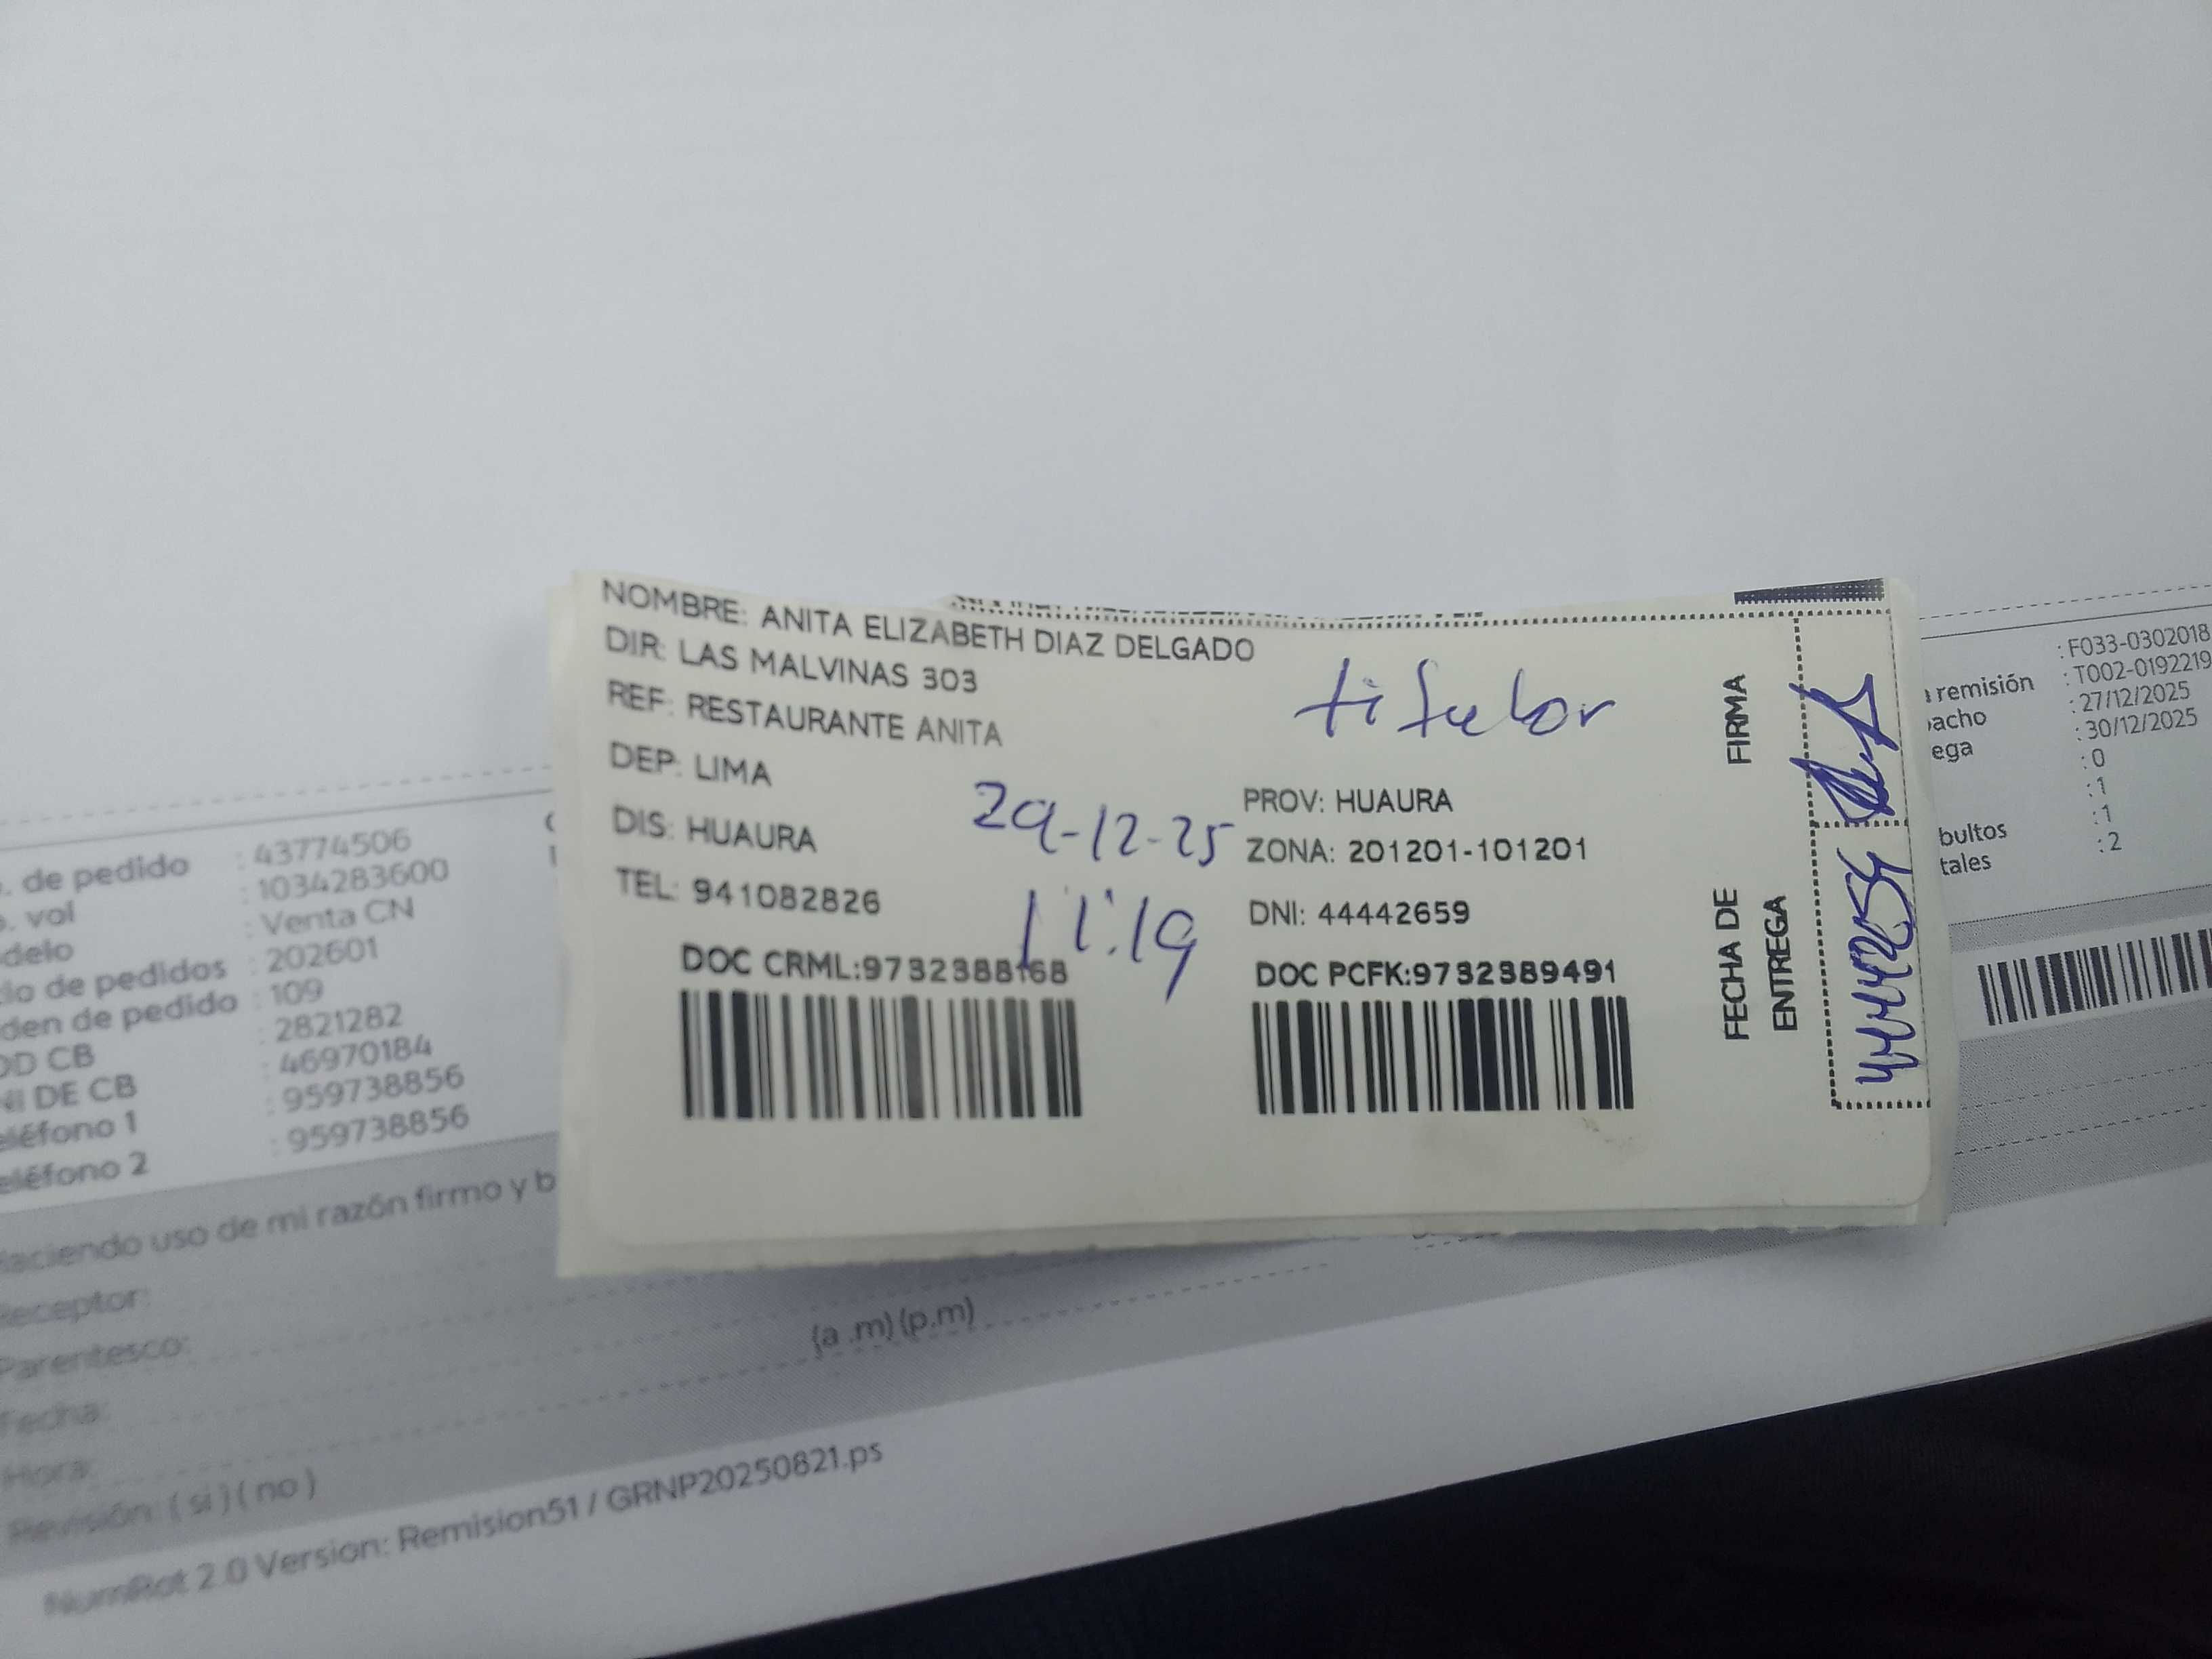 NOMBRE: ANITA ELIZABETH DIAZ DELGADO
DIR: LAS MALVINAS 303
REF: RESTAURANTE ANITA
titular
DEP: LIMA
PROV: HUAURA
29-12-25
DIS: HUAURA
ZONA: 201201-101201
TEL: 941082826
11:19
DNI: 44442659
DOC CRML:9732388168
DOC PCFK:9732389491
FIRMA
FECHA DE
ENTREGA
. de pedido : 43774506
. vol : 1034283600
delo : Venta CN
lo de pedidos : 202601
den de pedido : 109
OD CB : 2821282
NI DE CB : 46970184
eléfono 1 : 959738856
eléfono 2 : 959738856
: F033-0302018
remisión : T002-0192219
acho : 27/12/2025
ega : 30/12/2025
: 0
: 1
bultos : 1
tales : 2
Haciendo uso de mi razón firmo y b
Receptor:
Parentesco:
Fecha:
Hora: (a .m) (p.m)
Revisión: ( si ) ( no )
NumRot 2.0 Version: Remision51 / GRNP20250821.ps